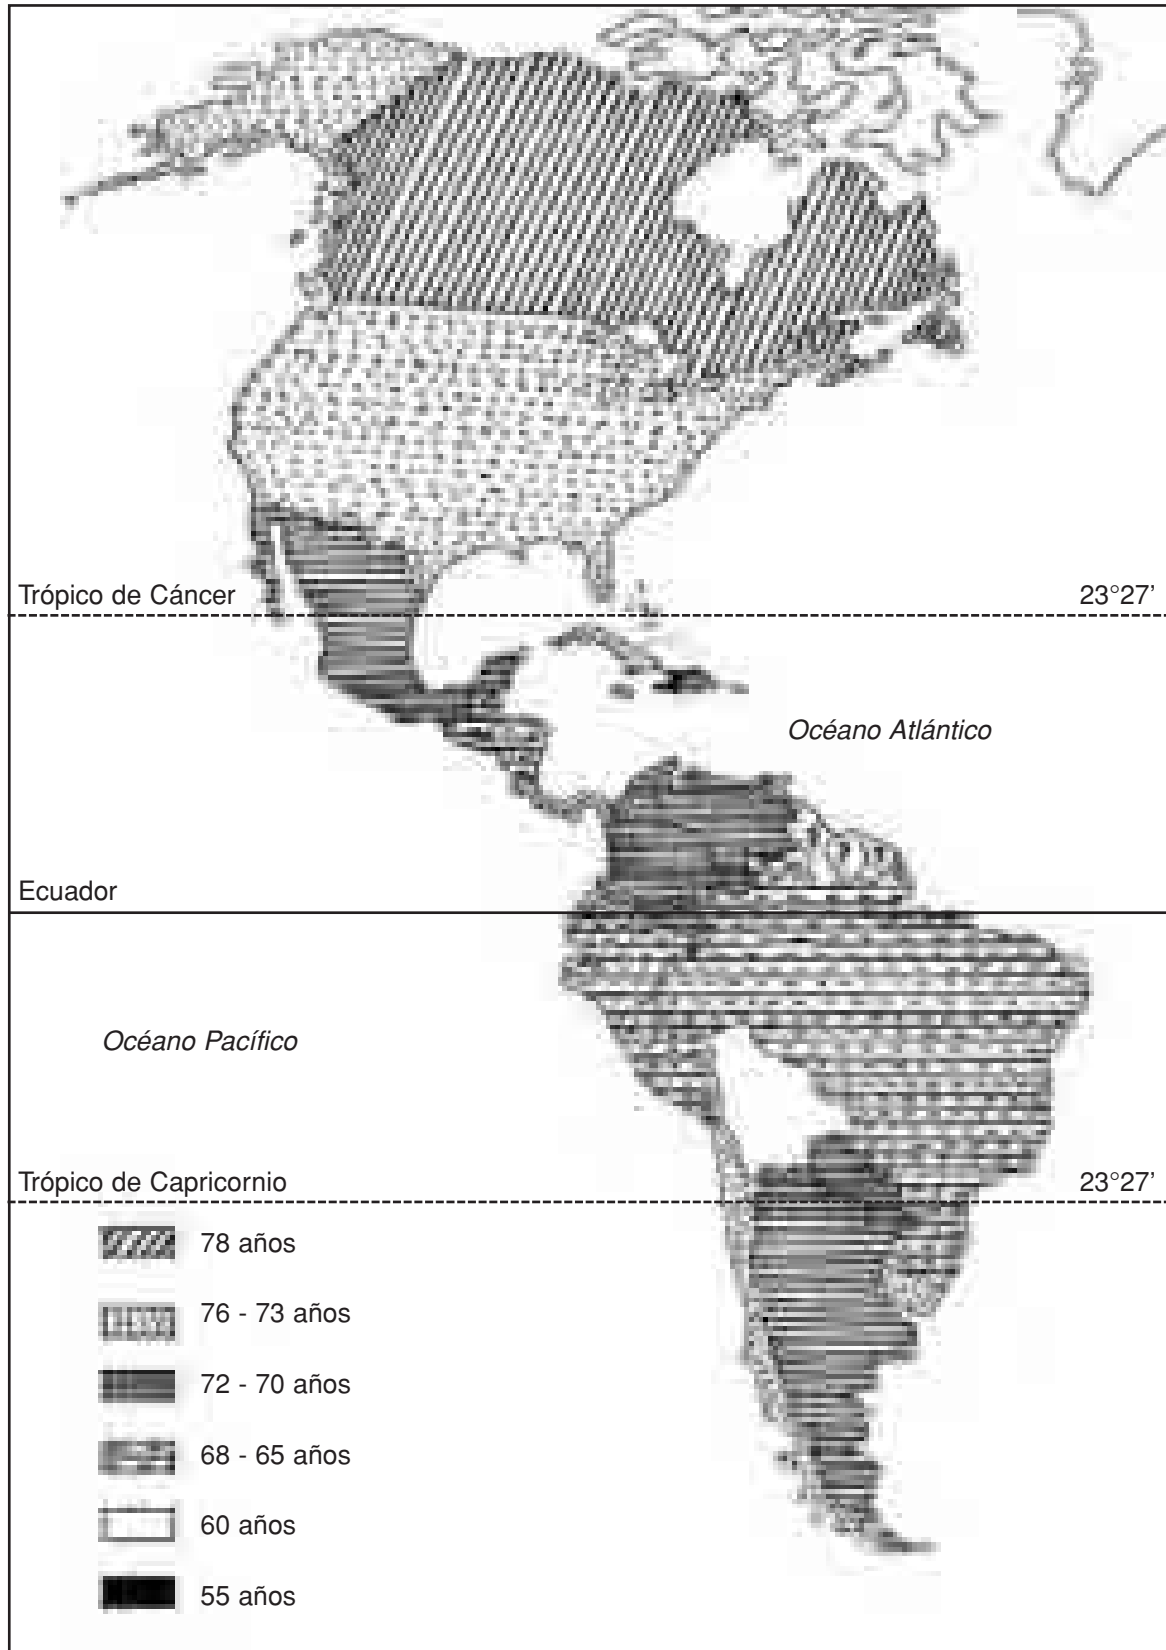 Trópico de Cáncer 23°27'
Océano Atlántico
Ecuador
Océano Pacífico
Trópico de Capricornio 23°27'
78 años
76 - 73 años
72 - 70 años
68 - 65 años
60 años
55 años